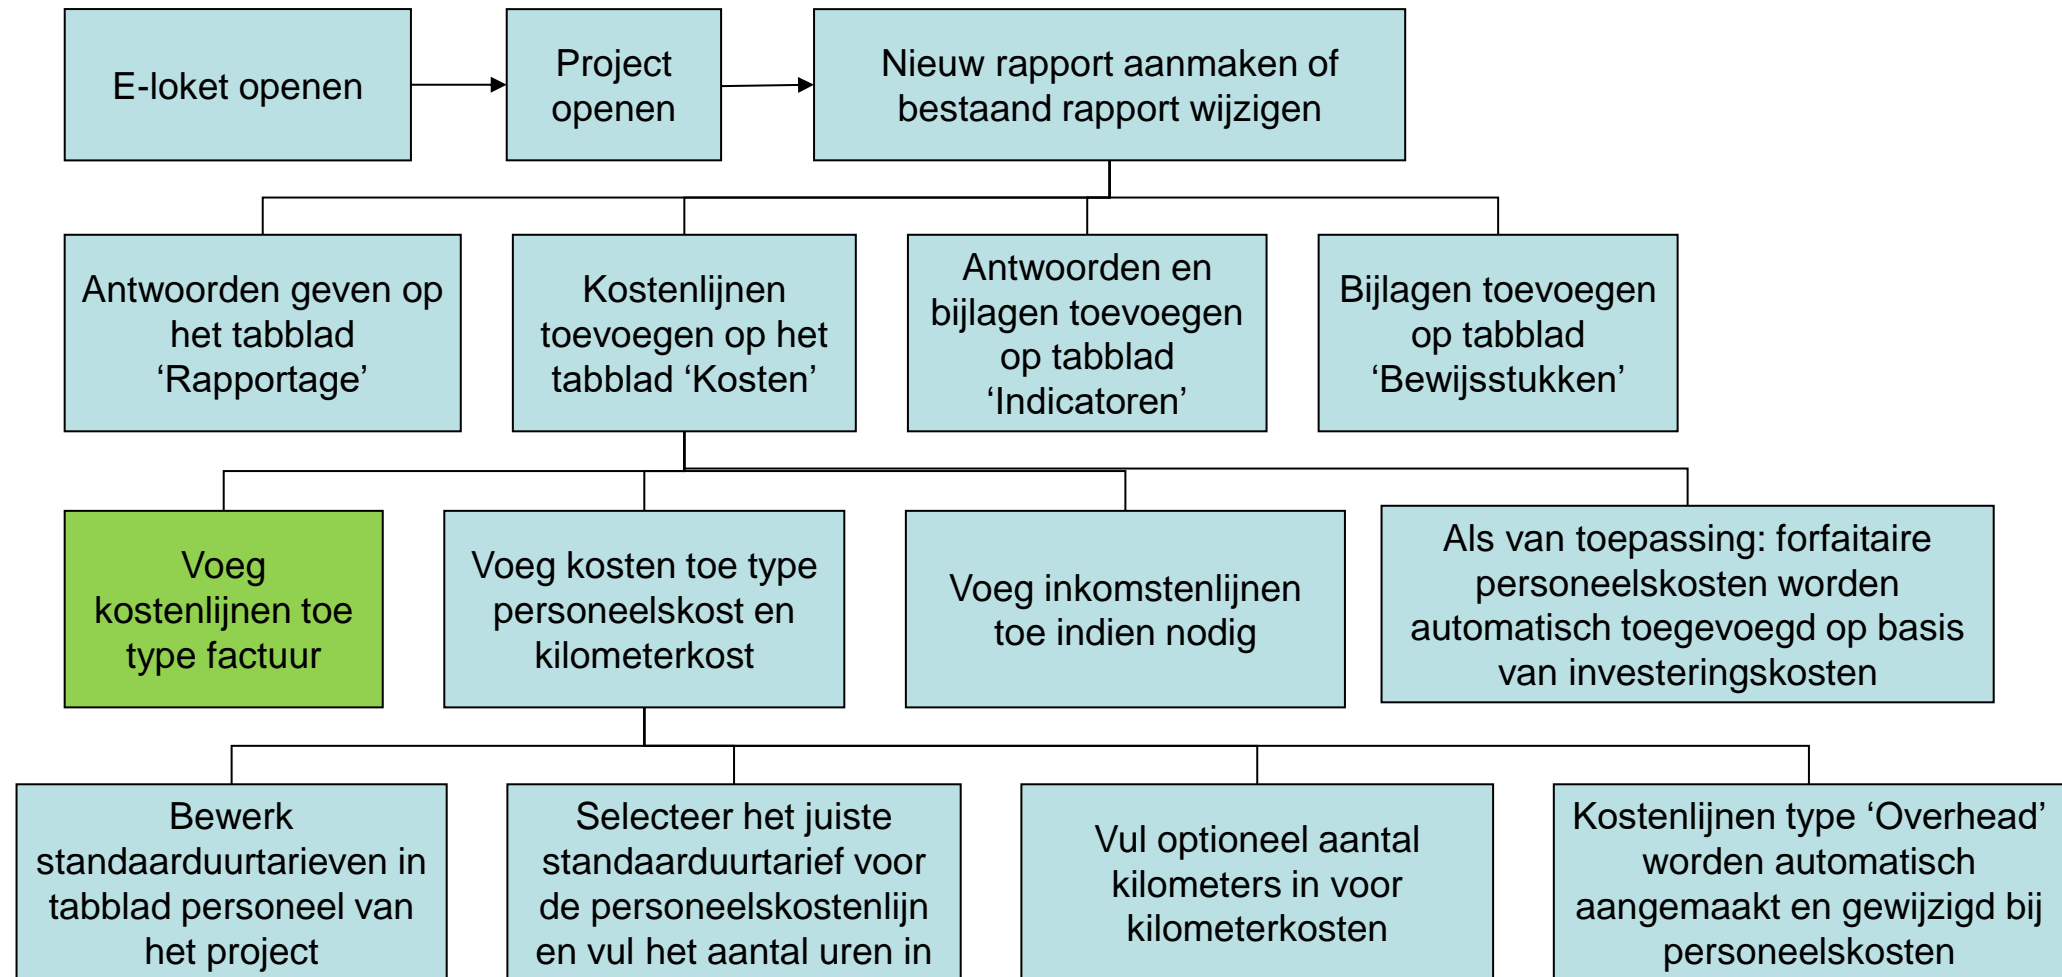 E-loket openen
Project
openen
Nieuw rapport aanmaken of
bestaand rapport wijzigen
Antwoorden geven op
het tabblad
‘Rapportage’
Kostenlijnen
toevoegen op het
tabblad ‘Kosten’
Antwoorden en
bijlagen toevoegen
op tabblad
‘Indicatoren’
Bijlagen toevoegen
op tabblad
‘Bewijsstukken’
Voeg
kostenlijnen toe
type factuur
Voeg kosten toe type
personeelskost en
kilometerkost
Voeg inkomstenlijnen
toe indien nodig
Als van toepassing: forfaitaire
personeelskosten worden
automatisch toegevoegd op basis
van investeringskosten
Bewerk
standaarduurtarieven in
tabblad personeel van
het project
Selecteer het juiste
standaarduurtarief voor
de personeelskostenlijn
en vul het aantal uren in
Vul optioneel aantal
kilometers in voor
kilometerkosten
Kostenlijnen type ‘Overhead’
worden automatisch
aangemaakt en gewijzigd bij
personeelskosten